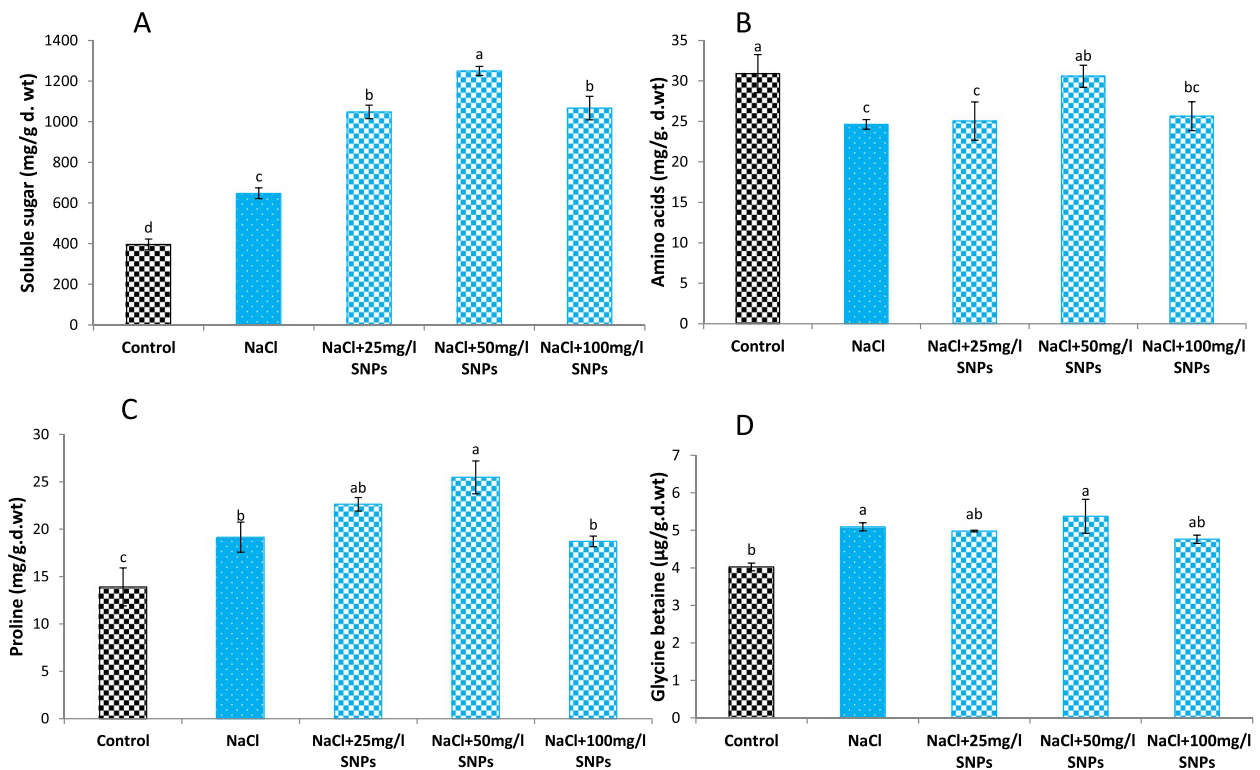 A
Soluble sugar (mg/g d. wt)
1400
1200
1000
800
600
400
200
0
d
c
b
a
b
Control
NaCl
NaCl+25mg/l
SNPs
NaCl+50mg/l
SNPs
NaCl+100mg/l
SNPs
B
Amino acids (mg/g. d.wt)
35
30
25
20
15
10
5
0
a
c
c
ab
bc
Control
NaCl
NaCl+25mg/l
SNPs
NaCl+50mg/l
SNPs
NaCl+100mg/l
SNPs
C
Proline (mg/g.d.wt)
30
25
20
15
10
5
0
c
b
ab
a
b
Control
NaCl
NaCl+25mg/l
SNPs
NaCl+50mg/l
SNPs
NaCl+100mg/l
SNPs
D
Glycine betaine (µg/g.d.wt)
7
6
5
4
3
2
1
0
b
a
ab
a
ab
Control
NaCl
NaCl+25mg/l
SNPs
NaCl+50mg/l
SNPs
NaCl+100mg/l
SNPs